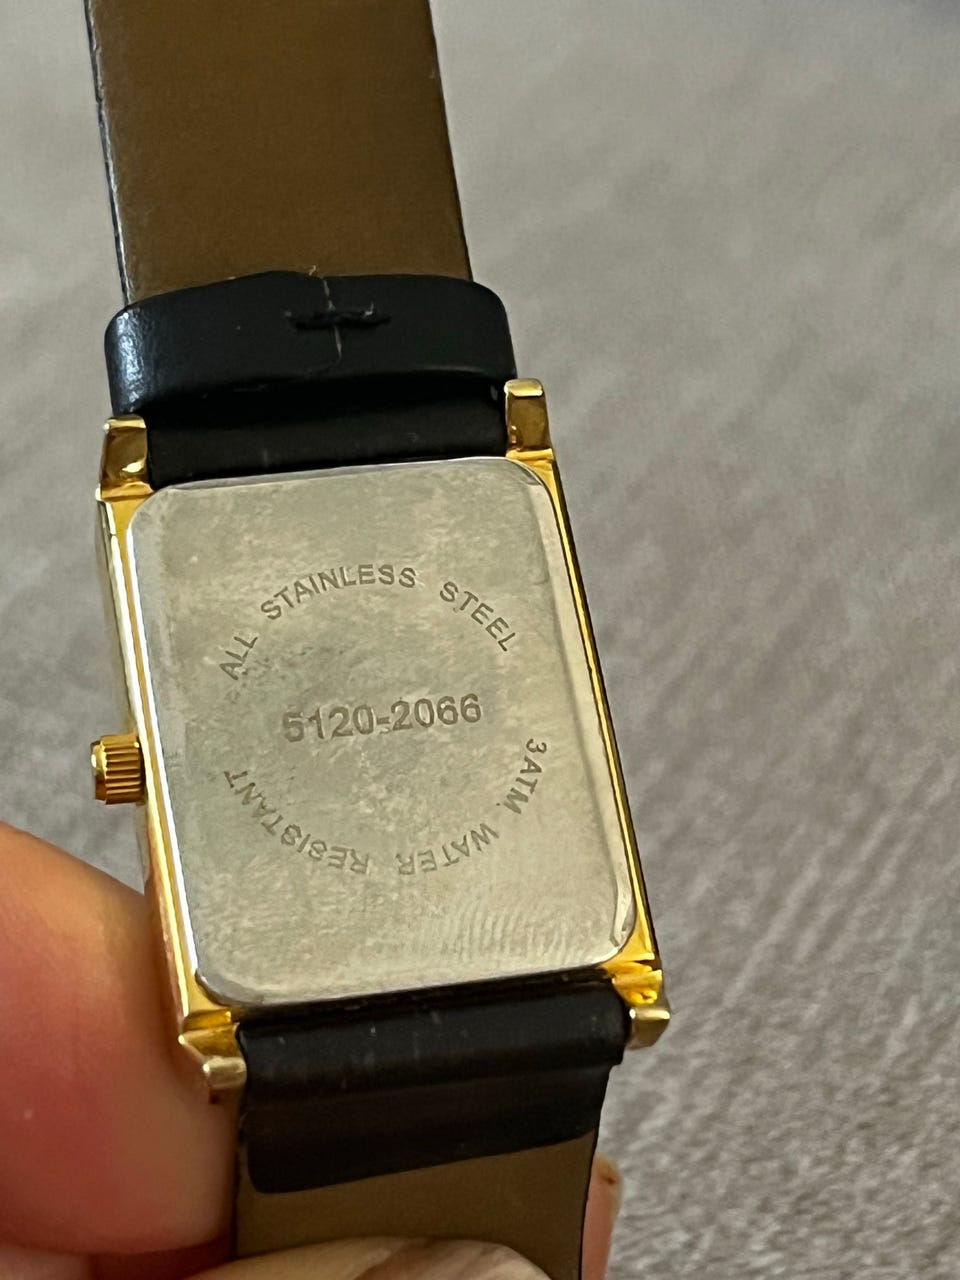 ALL STAINLESS STEEL
5120-2066
3ATM WATER RESISTANT